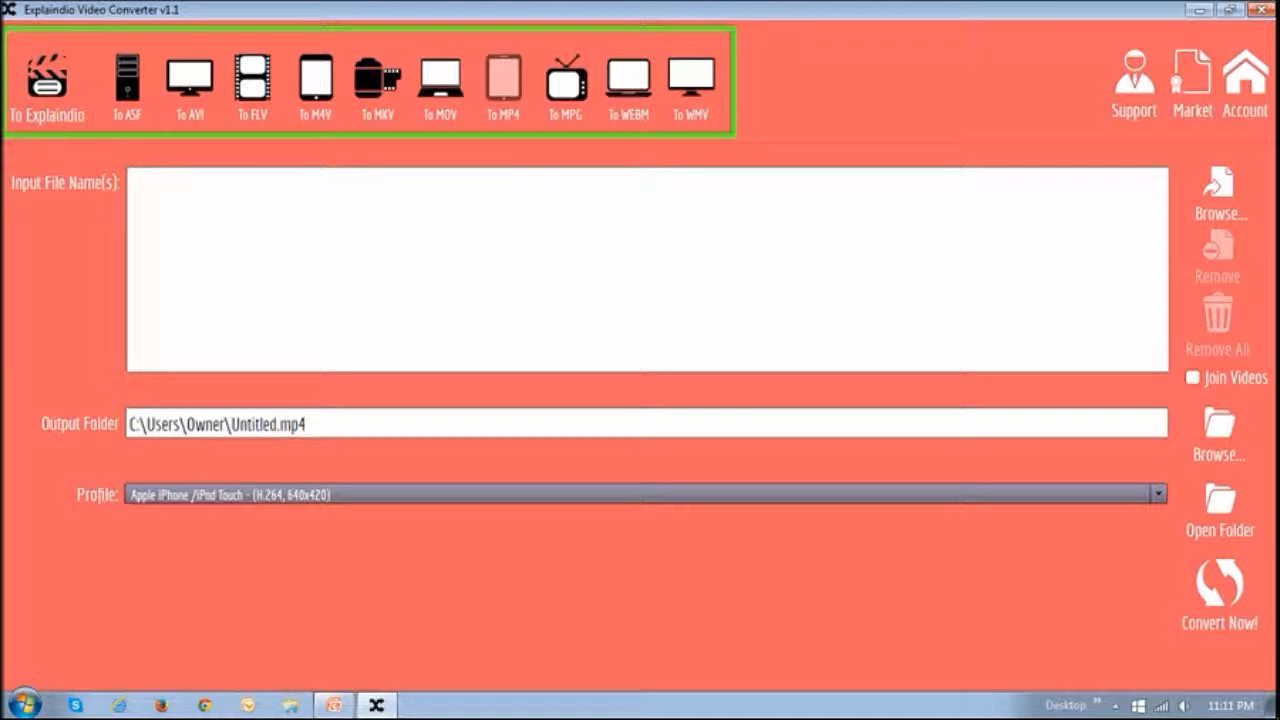 Explaindio Video Converter v1.1
To Explaindio To ASF To AVI To FLV To M4V To MKV To MOV To MP4 To MPG To WEBM To WMV
Support Market Account
Input File Name(s):
Browse...
Remove
Remove All
Join Videos
Output Folder C:\Users\Owner\Untitled.mp4
Browse...
Profile: Apple iPhone /iPod Touch - (H.264, 640x420)
Open Folder
Convert Now!
Desktop » 11:11 PM